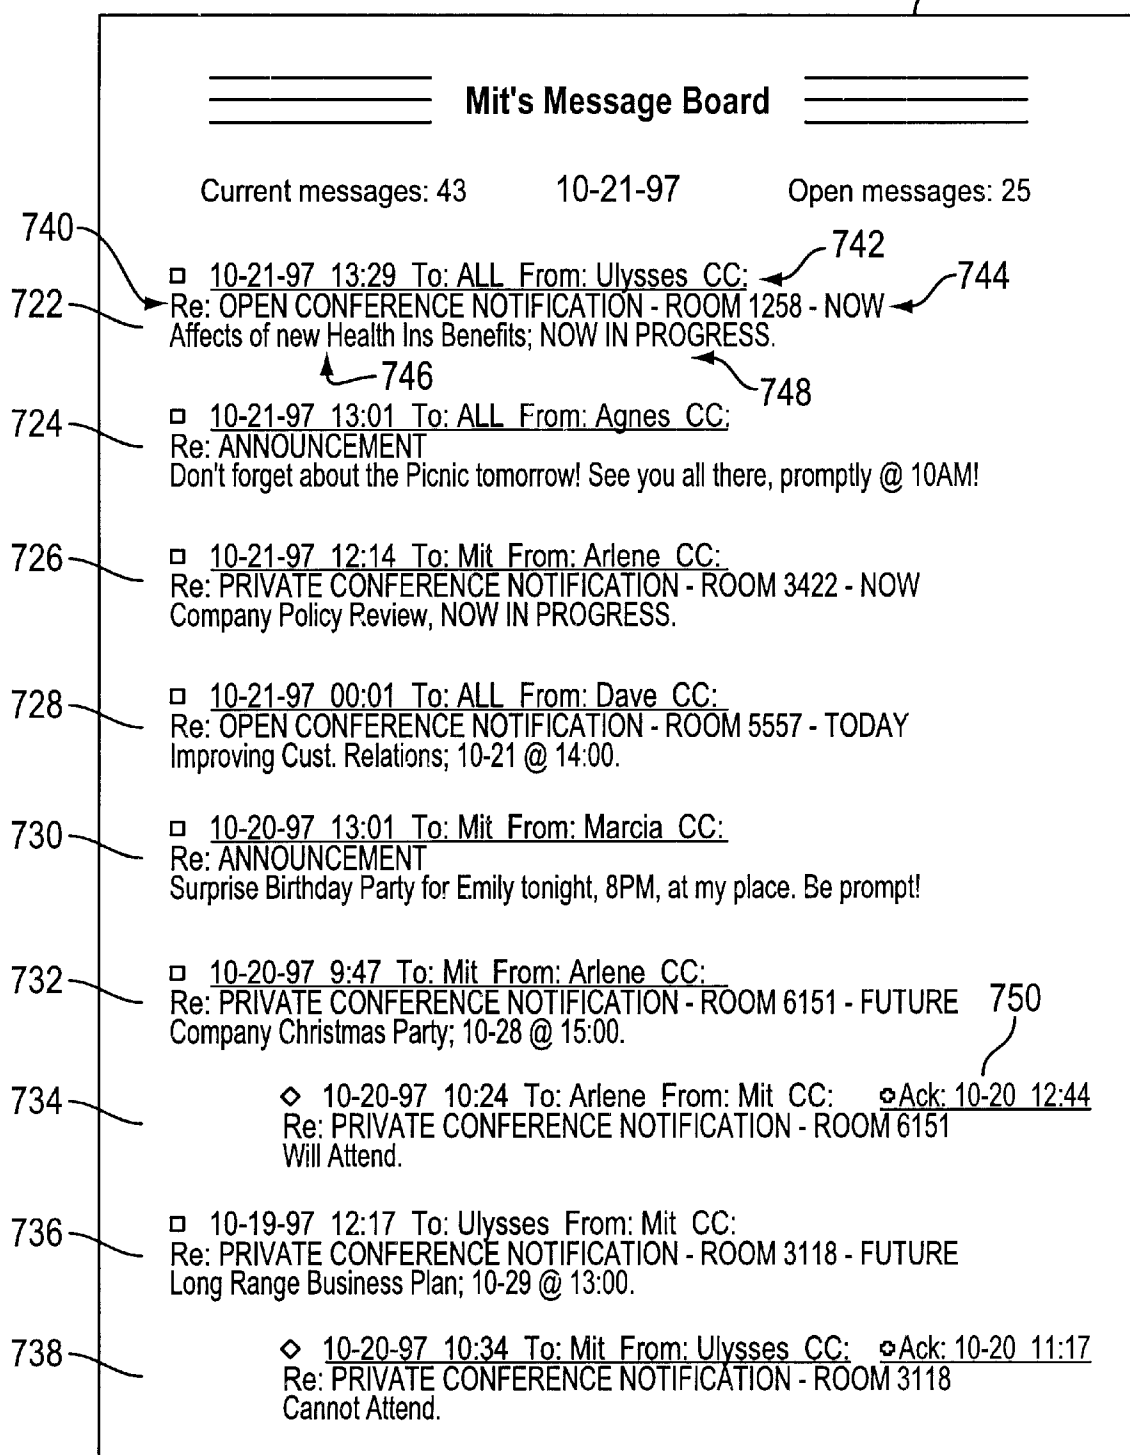 Mit's Message Board
Current messages: 43 10-21-97 Open messages: 25
740
742
10-21-97 13:29 To: ALL From: Ulysses CC:
744
722
Re: OPEN CONFERENCE NOTIFICATION - ROOM 1258 - NOW
Affects of new Health Ins Benefits; NOW IN PROGRESS.
746
748
724
10-21-97 13:01 To: ALL From: Agnes CC:
Re: ANNOUNCEMENT
Don't forget about the Picnic tomorrow! See you all there, promptly @ 10AM!
726
10-21-97 12:14 To: Mit From: Arlene CC:
Re: PRIVATE CONFERENCE NOTIFICATION - ROOM 3422 - NOW
Company Policy Review, NOW IN PROGRESS.
728
10-21-97 00:01 To: ALL From: Dave CC:
Re: OPEN CONFERENCE NOTIFICATION - ROOM 5557 - TODAY
Improving Cust. Relations; 10-21 @ 14:00.
730
10-20-97 13:01 To: Mit From: Marcia CC:
Re: ANNOUNCEMENT
Surprise Birthday Party for Emily tonight, 8PM, at my place. Be prompt!
732
10-20-97 9:47 To: Mit From: Arlene CC:
Re: PRIVATE CONFERENCE NOTIFICATION - ROOM 6151 - FUTURE
750
Company Christmas Party; 10-28 @ 15:00.
734
10-20-97 10:24 To: Arlene From: Mit CC: Ack: 10-20 12:44
Re: PRIVATE CONFERENCE NOTIFICATION - ROOM 6151
Will Attend.
736
10-19-97 12:17 To: Ulysses From: Mit CC:
Re: PRIVATE CONFERENCE NOTIFICATION - ROOM 3118 - FUTURE
Long Range Business Plan; 10-29 @ 13:00.
738
10-20-97 10:34 To: Mit From: Ulysses CC: Ack: 10-20 11:17
Re: PRIVATE CONFERENCE NOTIFICATION - ROOM 3118
Cannot Attend.